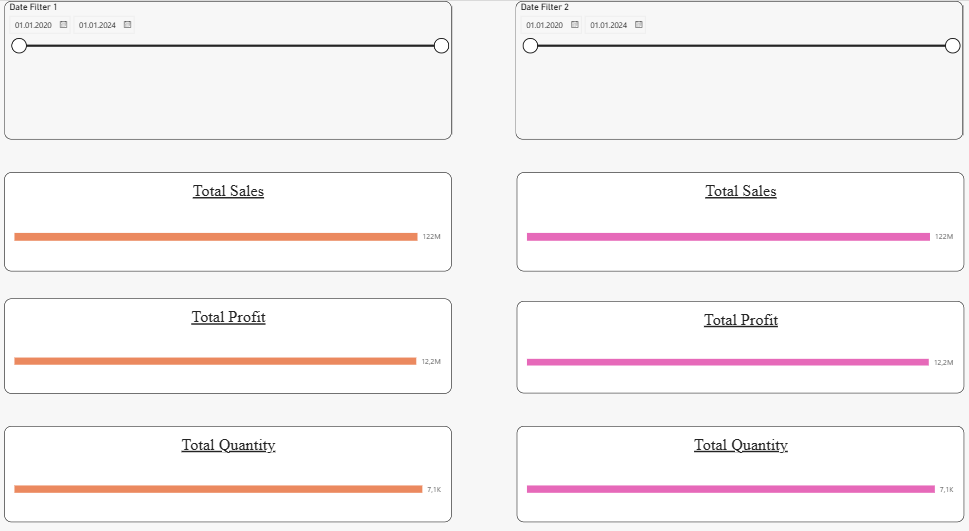 Date Filter 1
01.01.2020 01.01.2024
Total Sales
122M
Total Profit
12,2M
Total Quantity
7,1K
Date Filter 2
01.01.2020 01.01.2024
Total Sales
122M
Total Profit
12,2M
Total Quantity
7,1K